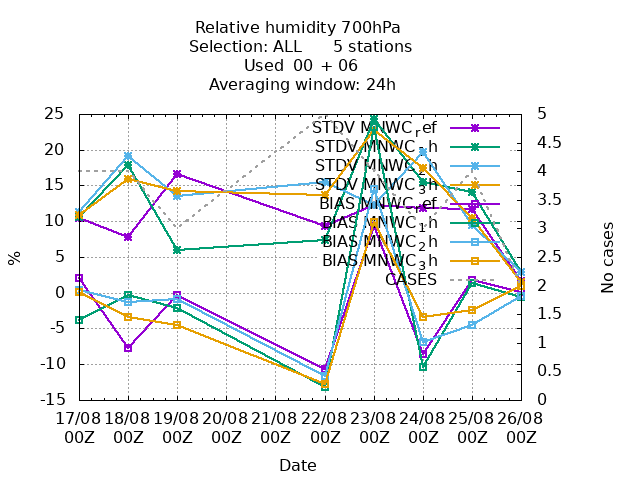 Relative humidity 700hPa
Selection: ALL 5 stations
Used 00 + 06
Averaging window: 24h
25
20
15
10
5
0
-5
-10
-15
%
5
4.5
4
3.5
3
2.5
2
1.5
1
0.5
0
No cases
STDV MNWC_ref
STDV MNWC_1h
STDV MNWC_2h
STDV MNWC_3h
BIAS MNWC_ref
BIAS MNWC_1h
BIAS MNWC_2h
BIAS MNWC_3h
CASES
17/08 18/08 19/08 20/08 21/08 22/08 23/08 24/08 25/08 26/08
00Z 00Z 00Z 00Z 00Z 00Z 00Z 00Z 00Z 00Z
Date